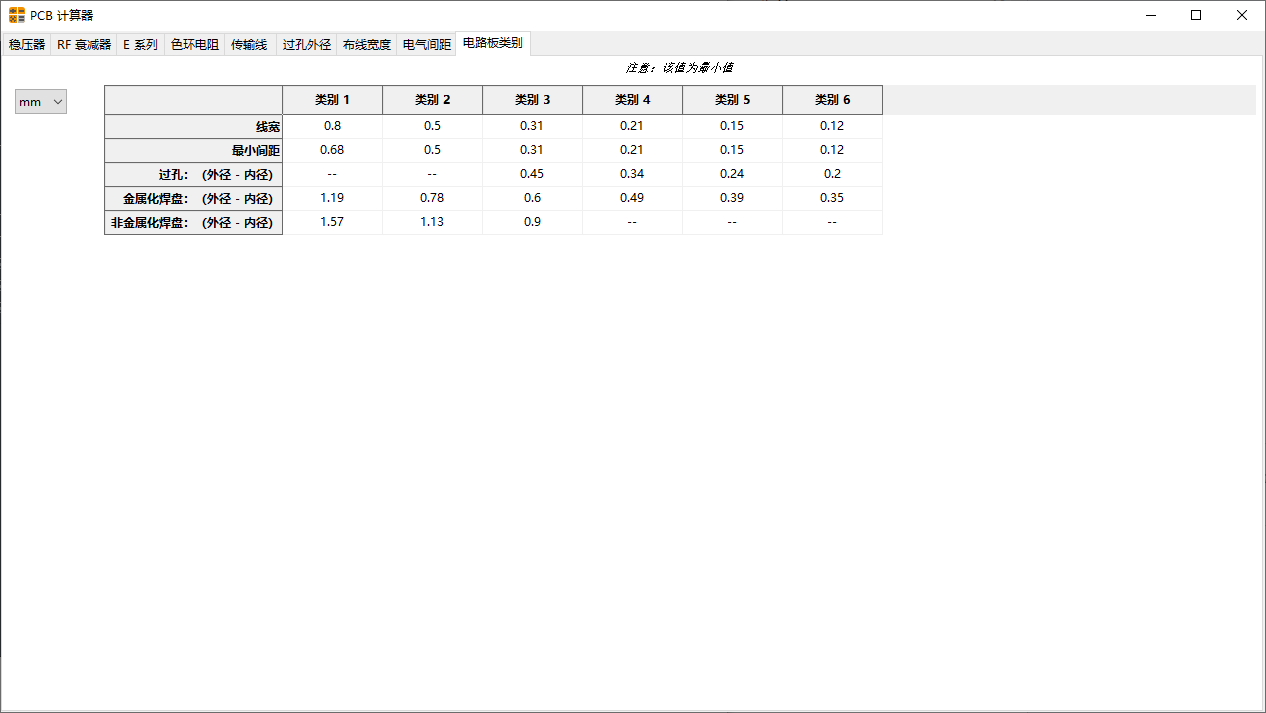 PCB 计算器
稳压器 RF 衰减器 E 系列 色环电阻 传输线 过孔外径 布线宽度 电气间距 电路板类别
注意：该值为最小值
mm
类别 1 类别 2 类别 3 类别 4 类别 5 类别 6
线宽 0.8 0.5 0.31 0.21 0.15 0.12
最小间距 0.68 0.5 0.31 0.21 0.15 0.12
过孔： (外径 - 内径) -- -- 0.45 0.34 0.24 0.2
金属化焊盘： (外径 - 内径) 1.19 0.78 0.6 0.49 0.39 0.35
非金属化焊盘： (外径 - 内径) 1.57 1.13 0.9 -- -- --